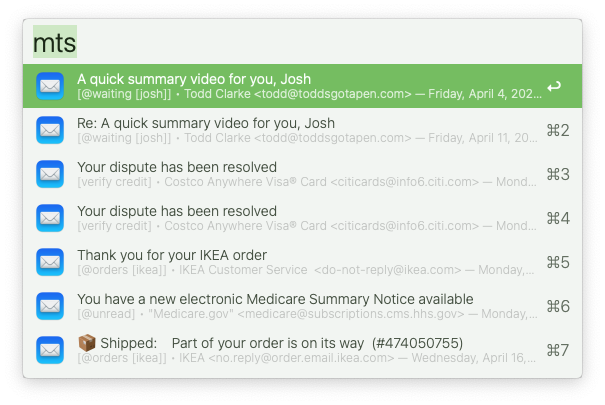 mts
A quick summary video for you, Josh
[@waiting [josh]] • Todd Clarke <todd@toddsgotapen.com> — Friday, April 4, 202... ↩
Re: A quick summary video for you, Josh
[@waiting [josh]] • Todd Clarke <todd@toddsgotapen.com> — Friday, April 11, 20... ⌘2
Your dispute has been resolved
[verify credit] • Costco Anywhere Visa® Card <citicards@info6.citi.com> — Mond... ⌘3
Your dispute has been resolved
[verify credit] • Costco Anywhere Visa® Card <citicards@info6.citi.com> — Mond... ⌘4
Thank you for your IKEA order
[@orders [ikea]] • IKEA Customer Service <do-not-reply@ikea.com> — Monday,... ⌘5
You have a new electronic Medicare Summary Notice available
[@unread] • "Medicare.gov" <medicare@subscriptions.cms.hhs.gov> — Monday,... ⌘6
📦 Shipped: Part of your order is on its way (#474050755)
[@orders [ikea]] • IKEA <no.reply@order.email.ikea.com> — Wednesday, April 16,... ⌘7